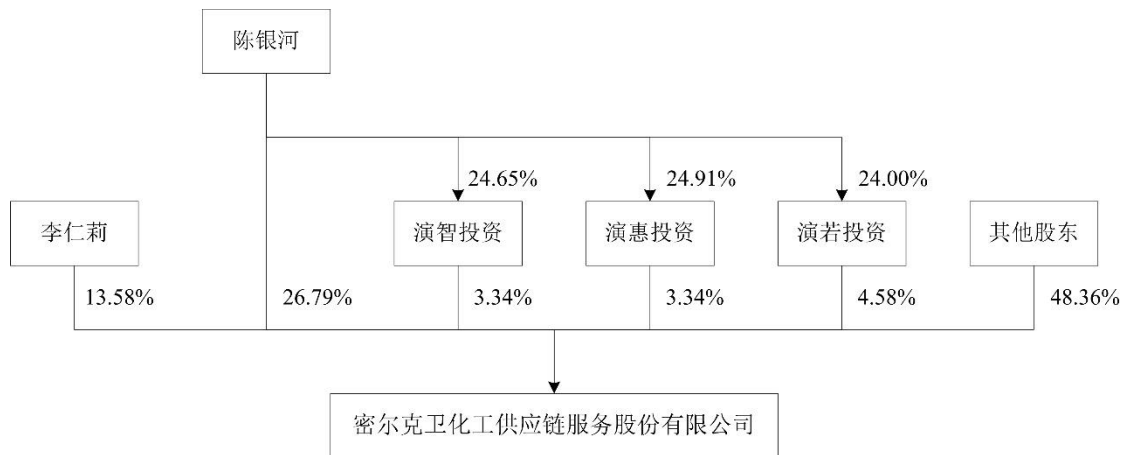 陈银河
24.65%
24.91%
24.00%
李仁莉
演智投资
演惠投资
演若投资
其他股东
13.58%
26.79%
3.34%
3.34%
4.58%
48.36%
密尔克卫化工供应链服务股份有限公司